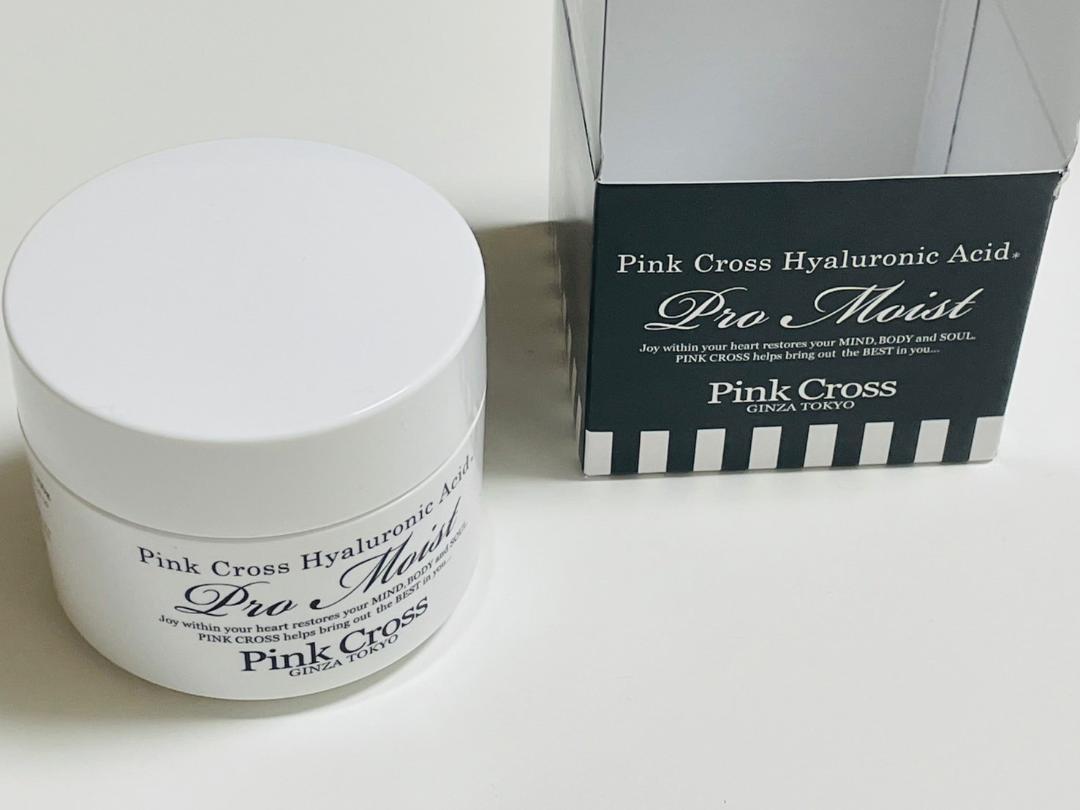 Pink Cross Hyaluronic Acid*
Pro Moist
Joy within your heart restores your MIND, BODY and SOUL.
PINK CROSS helps bring out the BEST in you...
Pink Cross
GINZA TOKYO
Pink Cross Hyaluronic Acid*
Pro Moist
Joy within your heart restores your MIND, BODY and SOUL.
PINK CROSS helps bring out the BEST in you...
Pink Cross
GINZA TOKYO